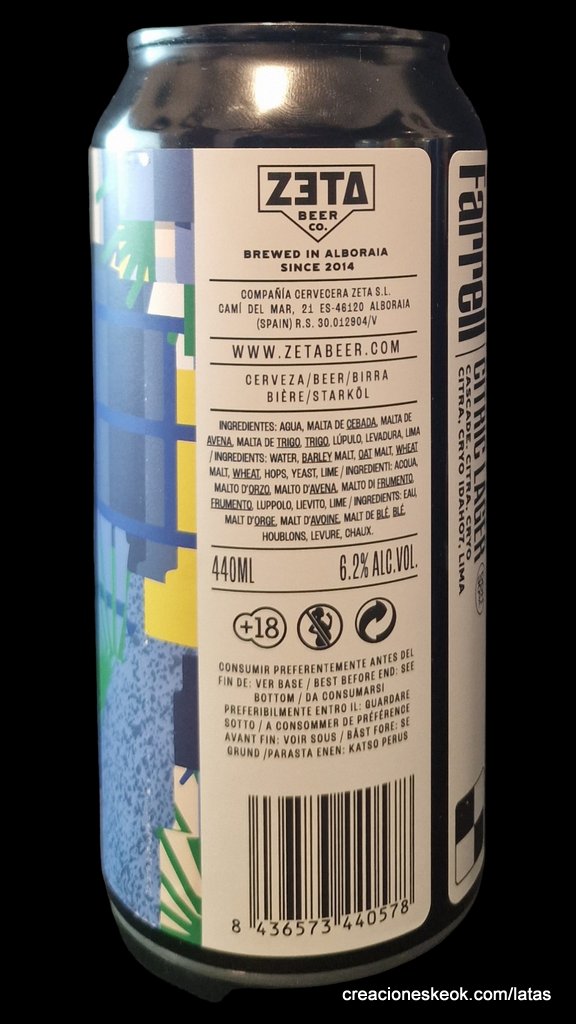 ZETA
BEER
CO.
BREWED IN ALBORAIA
SINCE 2014
COMPAÑÍA CERVECERA ZETA S.L.
CAMÍ DEL MAR, 21 ES-46120 ALBORAIA
(SPAIN) R.S. 30.012904/V
WWW.ZETABEER.COM
CERVEZA/BEER/BIRRA
BIÈRE/STARKÖL
INGREDIENTES: AGUA, MALTA DE CEBADA, MALTA DE
AVENA, MALTA DE TRIGO, TRIGO, LÚPULO, LEVADURA, LIMA
/ INGREDIENTS: WATER, BARLEY MALT, OAT MALT, WHEAT
MALT, WHEAT, HOPS, YEAST, LIME / INGREDIENTI: ACQUA,
MALTO D'ORZO, MALTO D'AVENA, MALTO DI FRUMENTO,
FRUMENTO, LUPPOLO, LIEVITO, LIME / INGREDIENTS: EAU,
MALT D'ORGE, MALT D'AVOINE, MALT DE BLÉ, BLÉ,
HOUBLONS, LEVURE, CHAUX.
440ML 6.2% ALC.VOL.
+18
CONSUMIR PREFERENTEMENTE ANTES DEL
FIN DE: VER BASE / BEST BEFORE END: SEE
BOTTOM / DA CONSUMARSI
PREFERIBILMENTE ENTRO IL: GUARDARE
SOTTO / A CONSOMMER DE PRÉFÉRENCE
AVANT FIN: VOIR SOUS / BÄST FORE: SE
GRUND /PARASTA ENEN: KATSO PERUS
8 436573 440578
Farrell
CITRIC LAGER
CASCADE, CITRA, CRYO
CITRA, CRYO IDAHO7, LIMA
creacioneskeok.com/latas